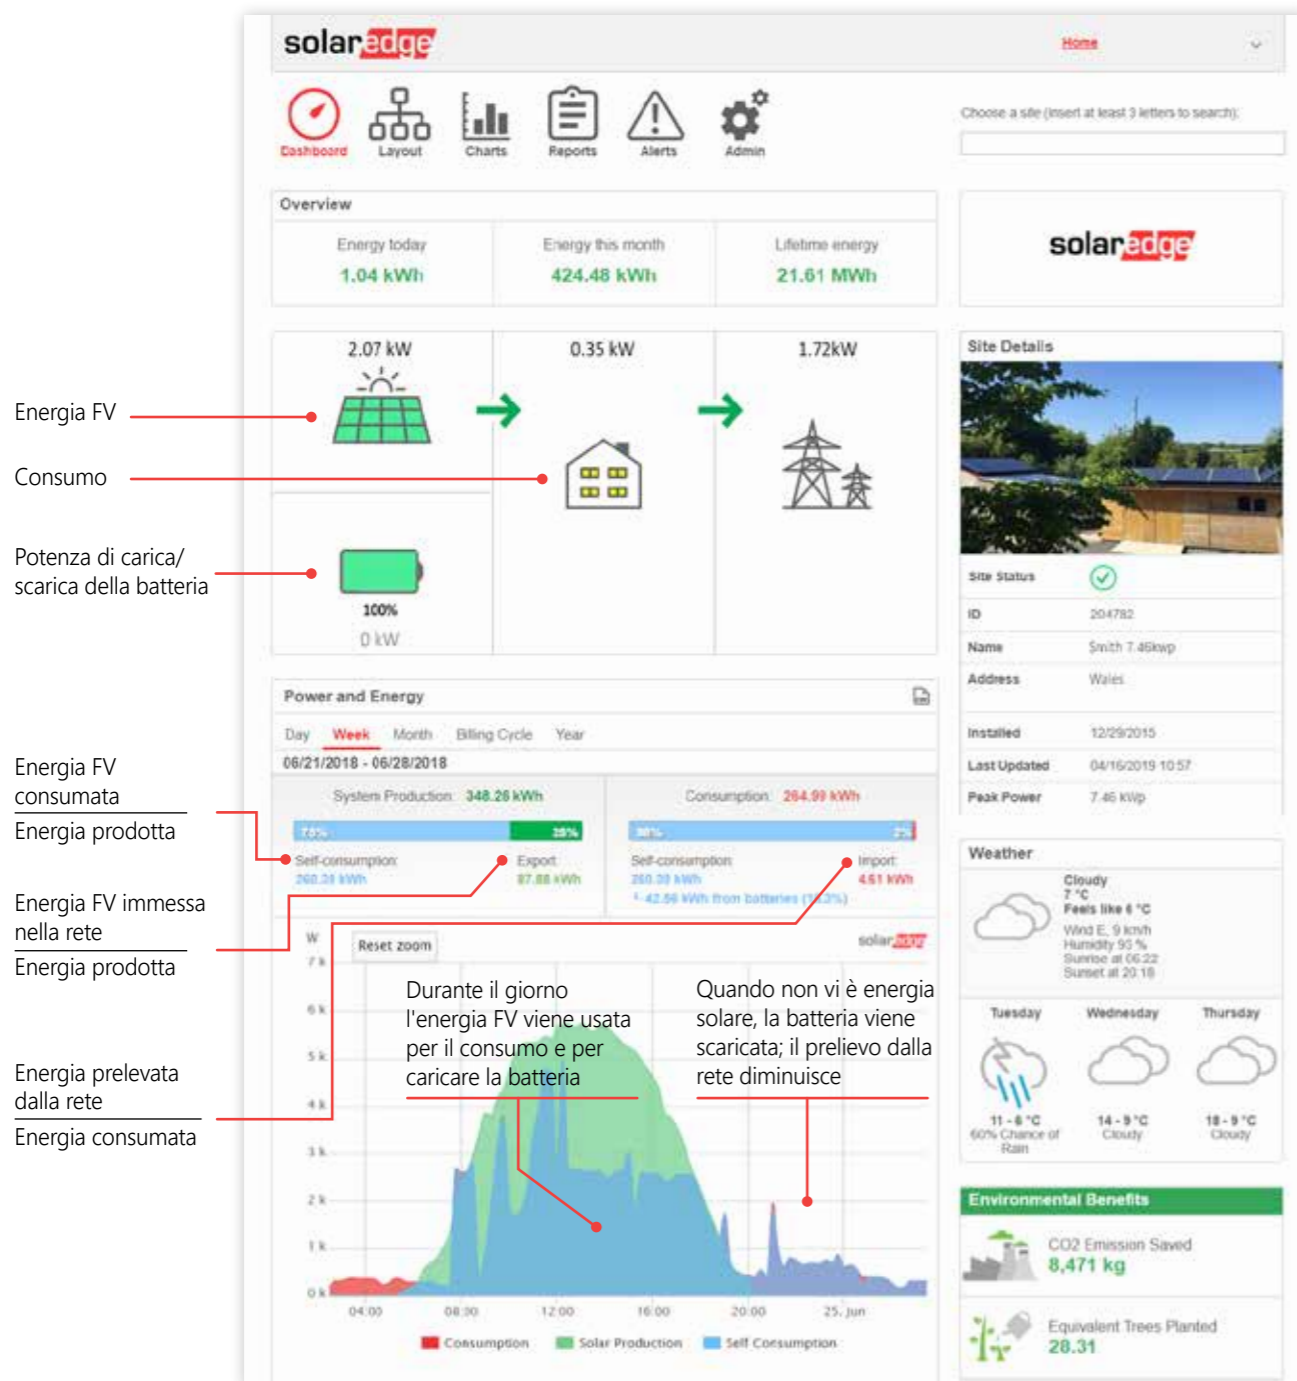 solaredge
Home
Dashboard
Layout
Charts
Reports
Alerts
Admin
Choose a site (insert at least 3 letters to search):
Overview
Energy today
Energy this month
Lifetime energy
1.04 kWh
424.48 kWh
21.61 MWh
solaredge
2.07 kW
0.35 kW
1.72kW
Energia FV
Consumo
Potenza di carica/
scarica della batteria
100%
0 kW
Site Details
Site Status
ID 204782
Name Smith 7.46kwp
Address Wales
Installed 12/29/2015
Last Updated 04/16/2019 10:57
Peak Power 7.46 kWp
Power and Energy
Day Week Month Billing Cycle Year
06/21/2018 - 06/28/2018
System Production: 348.26 kWh
Consumption: 264.99 kWh
75%
25%
98%
2%
Self-consumption:
Export:
Self-consumption:
Import:
87.88 kWh
4.61 kWh
42.56 kWh from batteries
Energia FV
consumata
Energia prodotta
Energia FV immessa
nella rete
Energia prodotta
Energia prelevata
dalla rete
Energia consumata
W
Reset zoom
solaredge
7 k
6 k
5 k
4 k
3 k
2 k
1 k
0 k
Durante il giorno
l'energia FV viene usata
per il consumo e per
caricare la batteria
Quando non vi è energia
solare, la batteria viene
scaricata; il prelievo dalla
rete diminuisce
04:00
08:00
12:00
16:00
20:00
25. Jun
Consumption
Solar Production
Self Consumption
Weather
Cloudy
7 °C
Feels like 6 °C
Wind E, 9 km/h
Humidity 93 %
Sunrise at 06:22
Sunset at 20:18
Tuesday
Wednesday
Thursday
11 - 6 °C
14 - 9 °C
18 - 9 °C
60% Chance of
Rain
Cloudy
Cloudy
Environmental Benefits
CO2 Emission Saved
8,471 kg
Equivalent Trees Planted
28.31